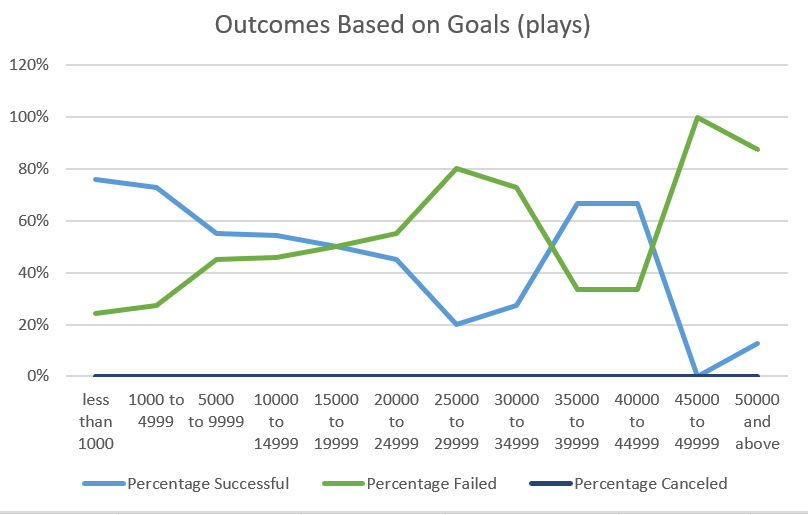 Outcomes Based on Goals (plays)
120%
100%
80%
60%
40%
20%
0%
less than 1000
1000 to 4999
5000 to 9999
10000 to 14999
15000 to 19999
20000 to 24999
25000 to 29999
30000 to 34999
35000 to 39999
40000 to 44999
45000 to 49999
50000 and above
Percentage Successful
Percentage Failed
Percentage Canceled